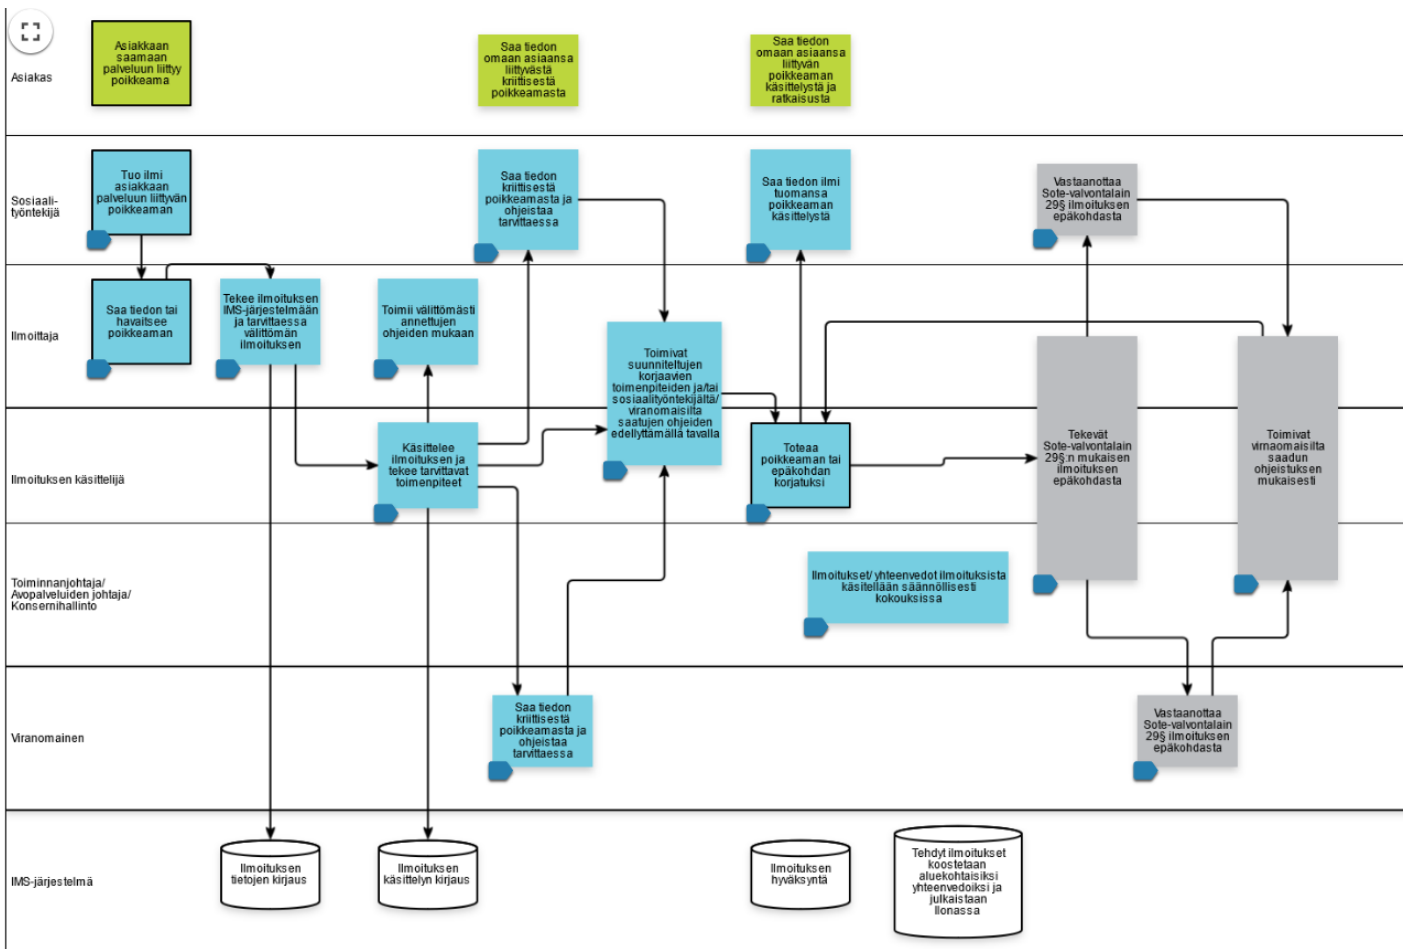 Asiakas
Asiakkaan
saamaan
palveluun liittyy
poikkeama
Saa tiedon
omaan asiaansa
liittyvästä
kriittisestä
poikkeamasta
Saa tiedon
omaan asiaansa
liittyvän
poikkeaman
käsittelystä ja
ratkaisusta
Sosiaali-
työntekijä
Tuo ilmi
asiakkaan
palveluun liittyvän
poikkeaman
Saa tiedon
kriittisestä
poikkeamasta ja
ohjeistaa
tarvittaessa
Saa tiedon ilmi
tuomansa
poikkeaman
käsittelystä
Vastaanottaa
Sote-valvontalain
29§ ilmoituksen
epäkohdasta
Ilmoittaja
Saa tiedon tai
havaitsee
poikkeaman
Tekee ilmoituksen
IMS-järjestelmään
ja tarvittaessa
välittömän
ilmoituksen
Toimii välittömästi
annettujen
ohjeiden mukaan
Toimivat
suunniteltujen
korjaavien
toimenpiteiden ja/tai
sosiaalityöntekijältä/
viranomaisilta
saatujen ohjeiden
edellyttämällä tavalla
Ilmoituksen käsittelijä
Käsittelee
ilmoituksen ja
tekee tarvittavat
toimenpiteet
Toteaa
poikkeaman tai
epäkohdan
korjatuksi
Tekevät
Sote-valvontalain
29§:n mukaisen
ilmoituksen
epäkohdasta
Toimivat
virnaomaisilta
saadun
ohjeistuksen
mukaisesti
Toiminnanjohtaja/
Avopalveluiden johtaja/
Konsernihallinto
Ilmoitukset/ yhteenvedot ilmoituksista
käsitellään säännöllisesti
kokouksissa
Viranomainen
Saa tiedon
kriittisestä
poikkeamasta ja
ohjeistaa
tarvittaessa
Vastaanottaa
Sote-valvontalain
29§ ilmoituksen
epäkohdasta
IMS-järjestelmä
Ilmoituksen
tietojen kirjaus
Ilmoituksen
käsittelyn kirjaus
Ilmoituksen
hyväksyntä
Tehdyt ilmoitukset
koostetaan
aluekohtaisiksi
yhteenvedoiksi ja
julkaistaan
Ilonassa